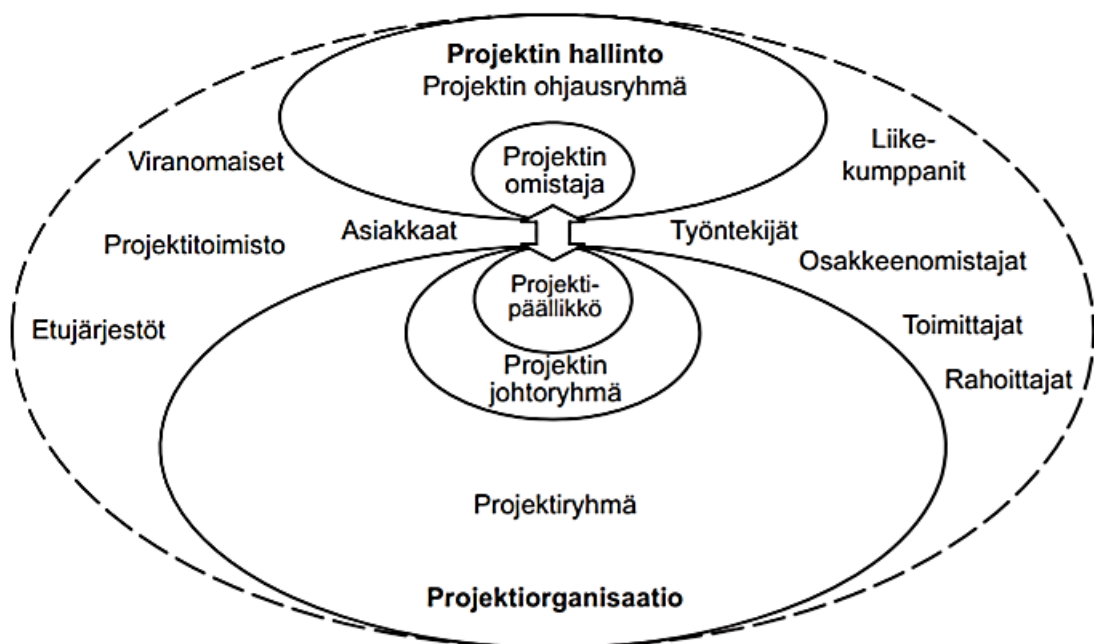 Projektin hallinto
Projektin ohjausryhmä
Viranomaiset
Projektin
omistaja
Liike-
kumppanit
Projektitoimisto
Asiakkaat
Työntekijät
Osakkeenomistajat
Projekti-
päällikkö
Etujärjestöt
Toimittajat
Projektin
johtoryhmä
Rahoittajat
Projektiryhmä
Projektiorganisaatio